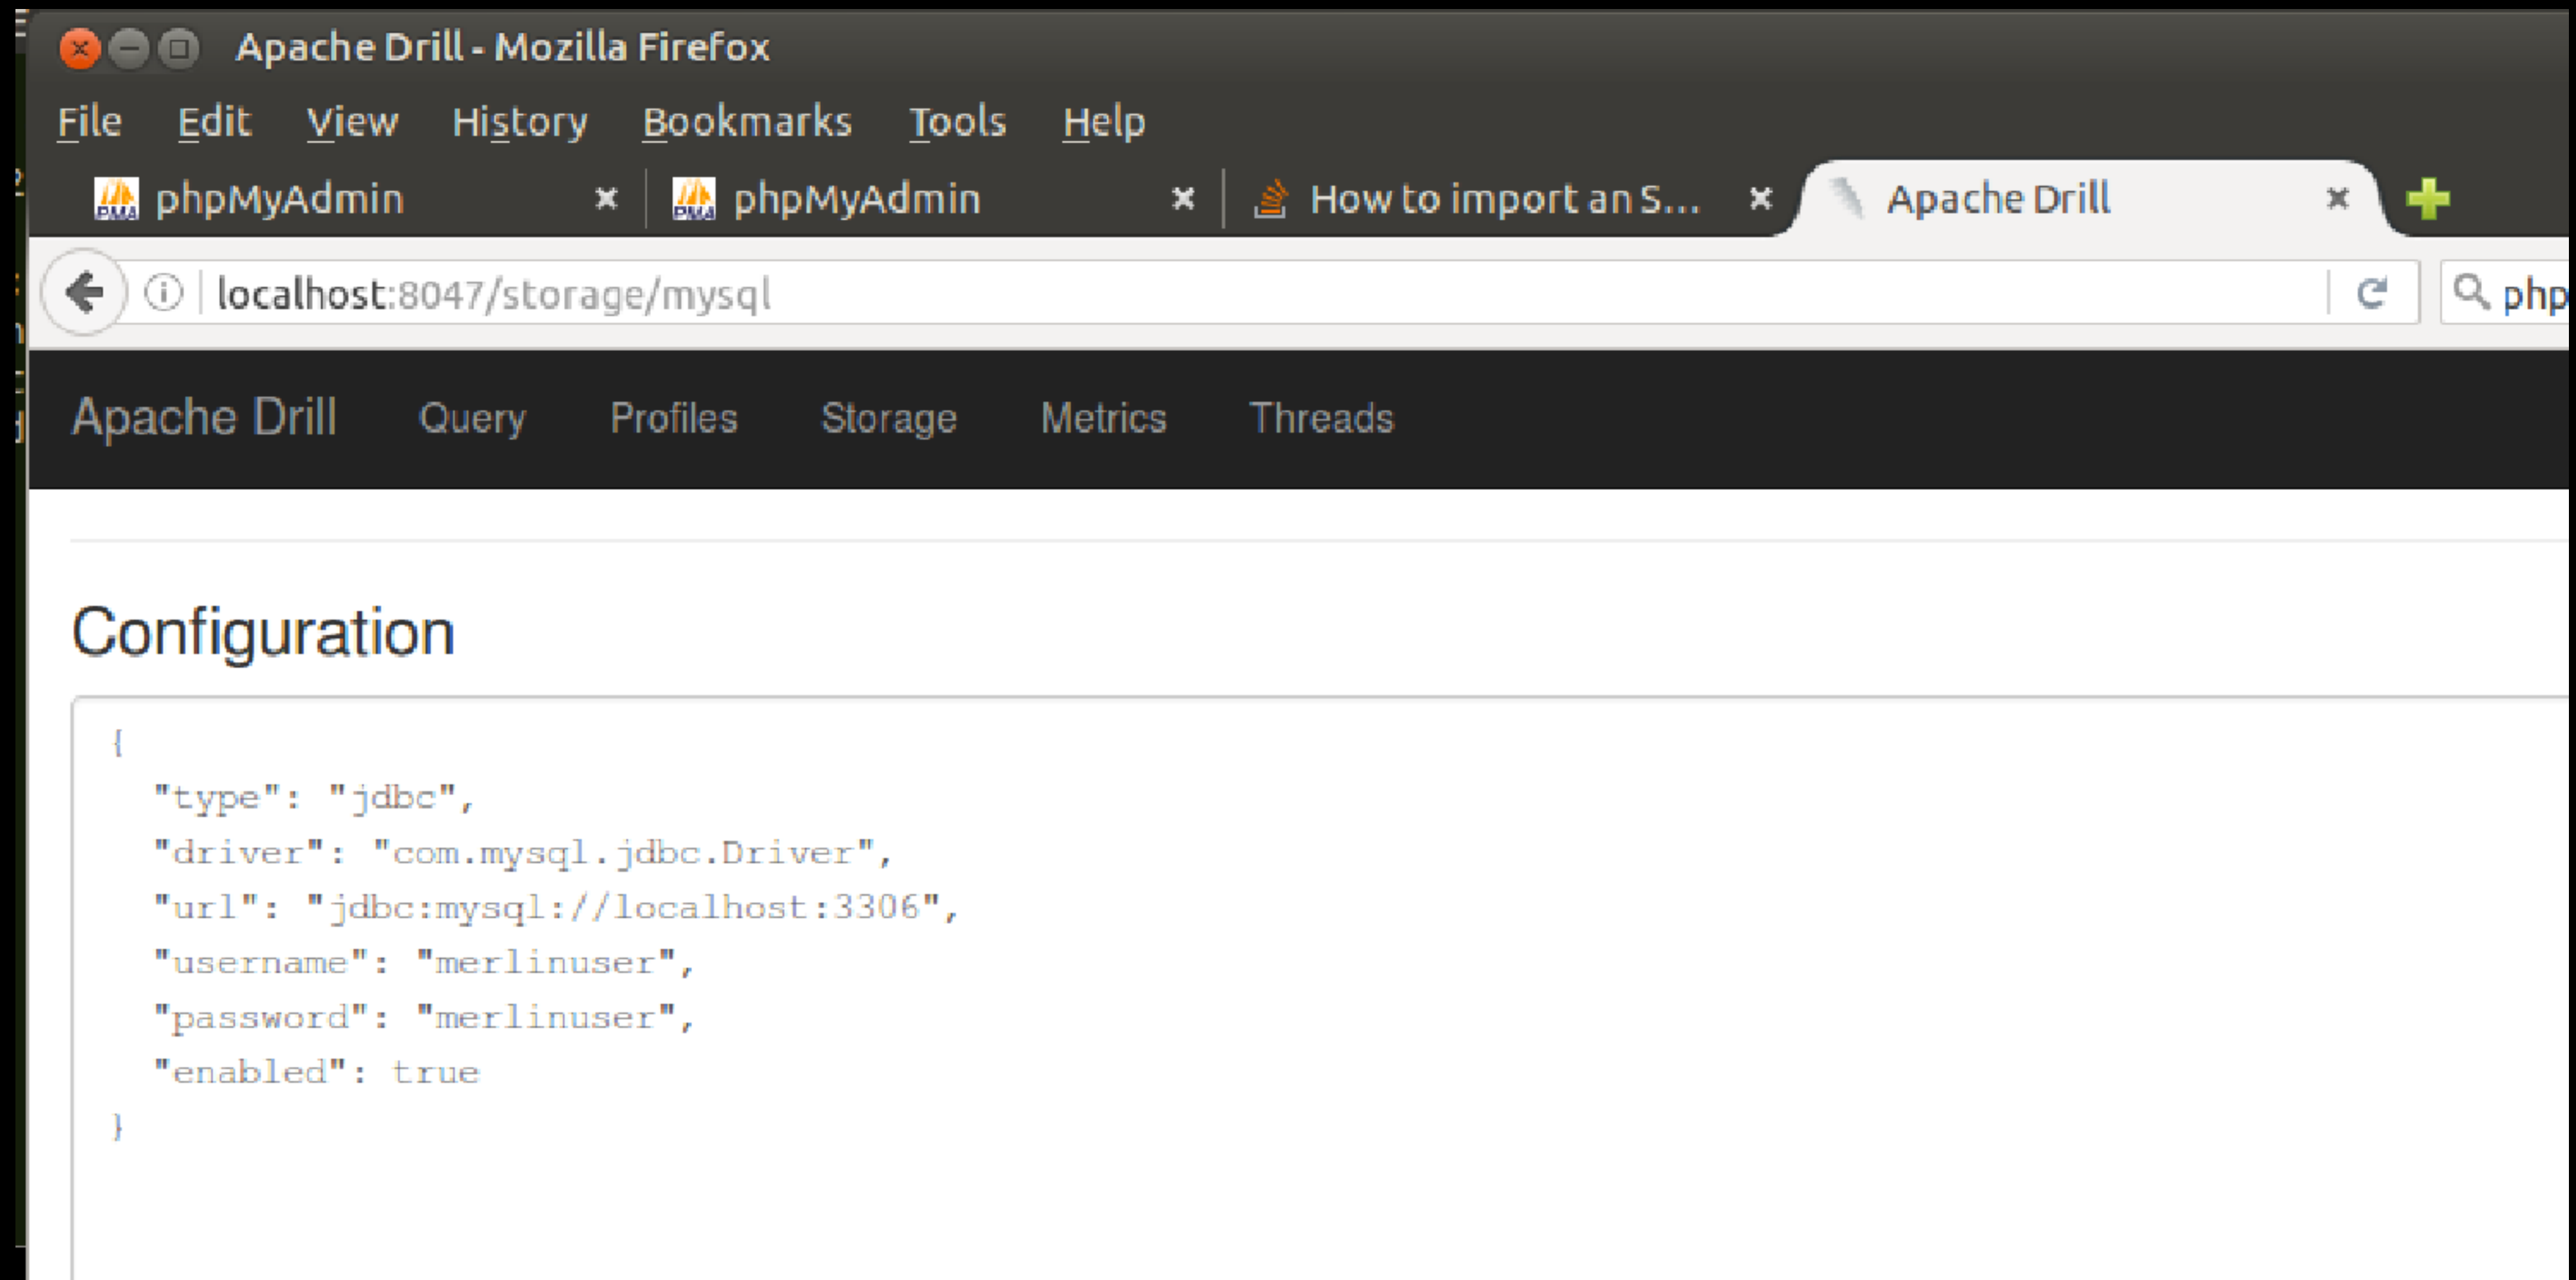 Apache Drill - Mozilla Firefox
File Edit View History Bookmarks Tools Help
phpMyAdmin phpMyAdmin How to import an S... Apache Drill
localhost:8047/storage/mysql php
Apache Drill Query Profiles Storage Metrics Threads
Configuration
{
"type": "jdbc",
"driver": "com.mysql.jdbc.Driver",
"url": "jdbc:mysql://localhost:3306",
"username": "merlinuser",
"password": "merlinuser",
"enabled": true
}